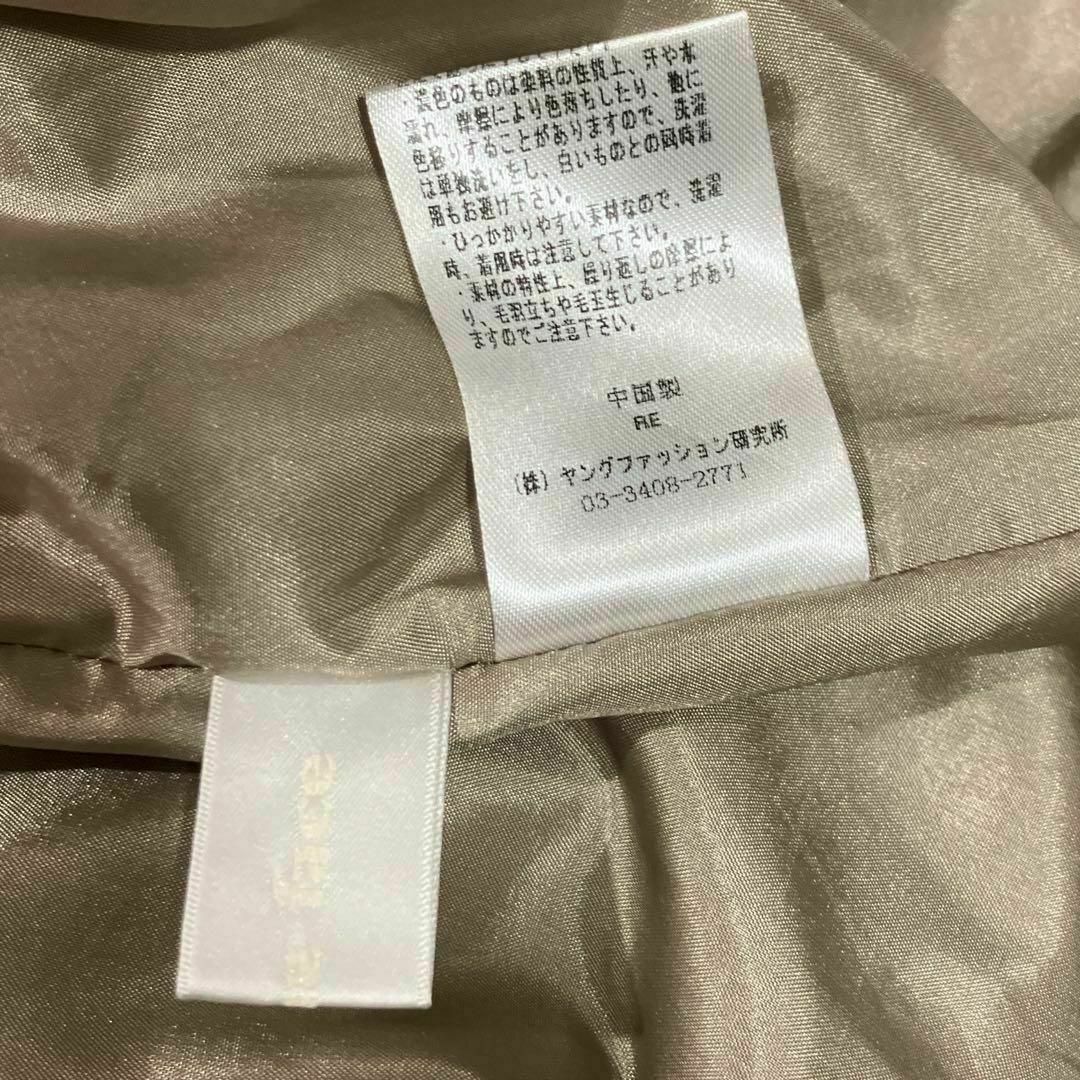 ・濃色のものは染料の性質上、汗や水
濡れ、摩擦により色落ちしたり、他に
色移りすることがありますので、洗濯
は単独洗いをし、白いものとの同時着
用もお避け下さい。
・ひっかかりやすい素材なので、洗濯
時、着用時は注意して下さい。
・素材の特性上、繰り返しの摩擦によ
り、毛羽立ちや毛玉生じることがあり
ますのでご注意下さい。
中国製
RE
(株) ヤングファッション研究所
03-3408-2771
face